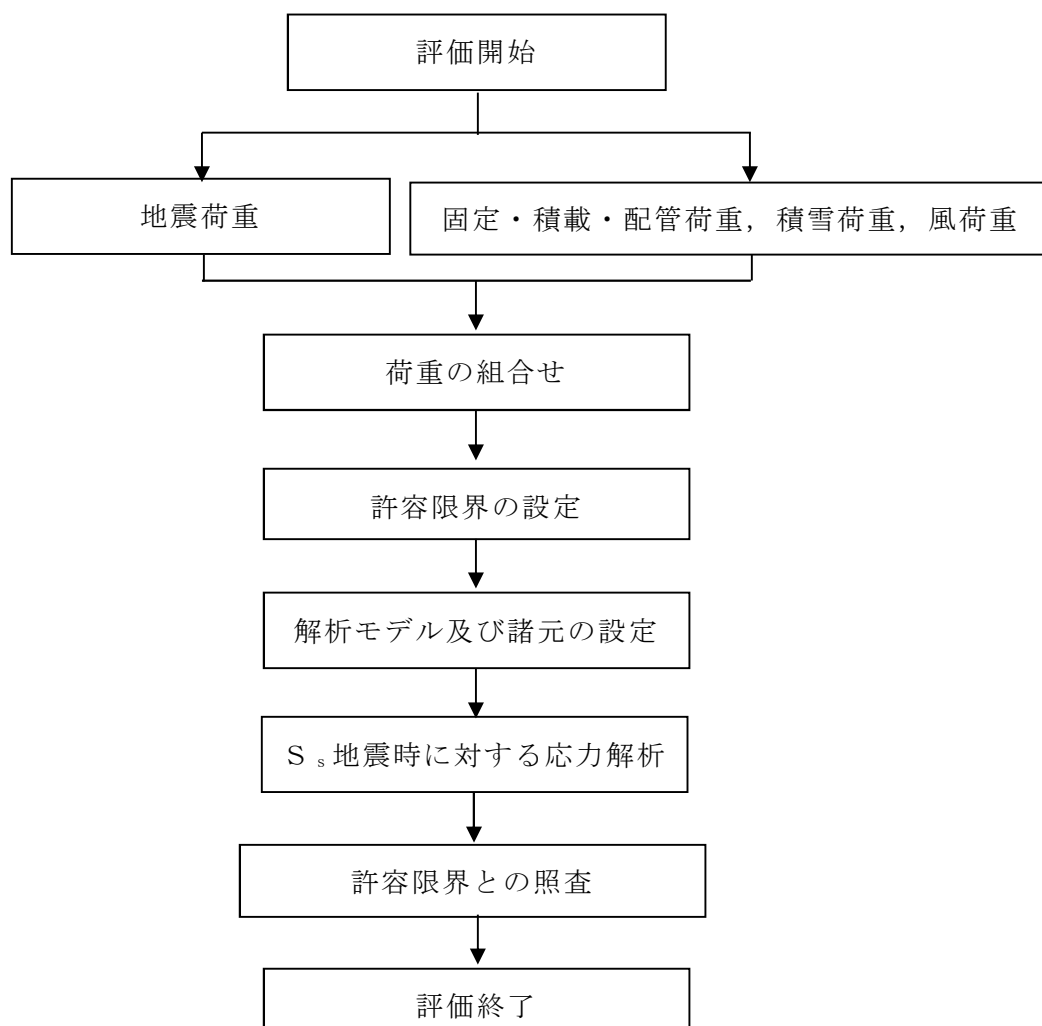 評価開始
地震荷重
固定・積載・配管荷重，積雪荷重，風荷重
荷重の組合せ
許容限界の設定
解析モデル及び諸元の設定
Ｓｓ地震時に対する応力解析
許容限界との照査
評価終了